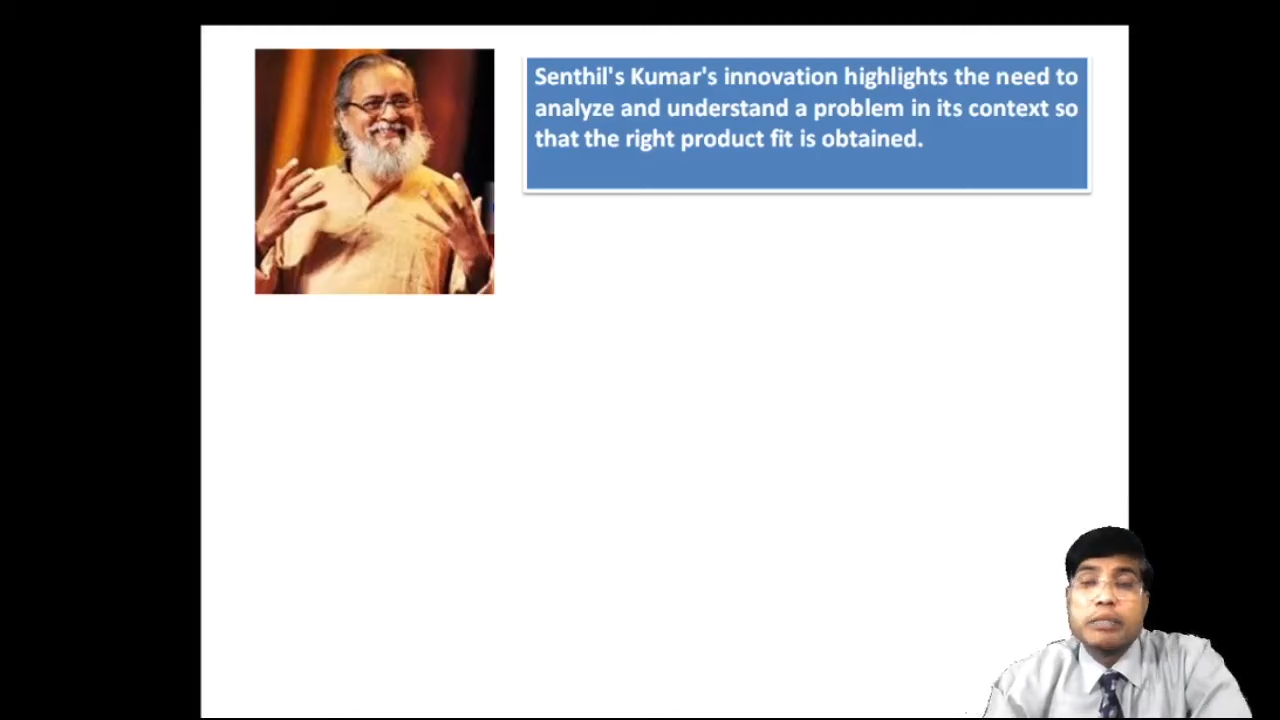 Senthil's Kumar's innovation highlights the need to
analyze and understand a problem in its context so
that the right product fit is obtained.